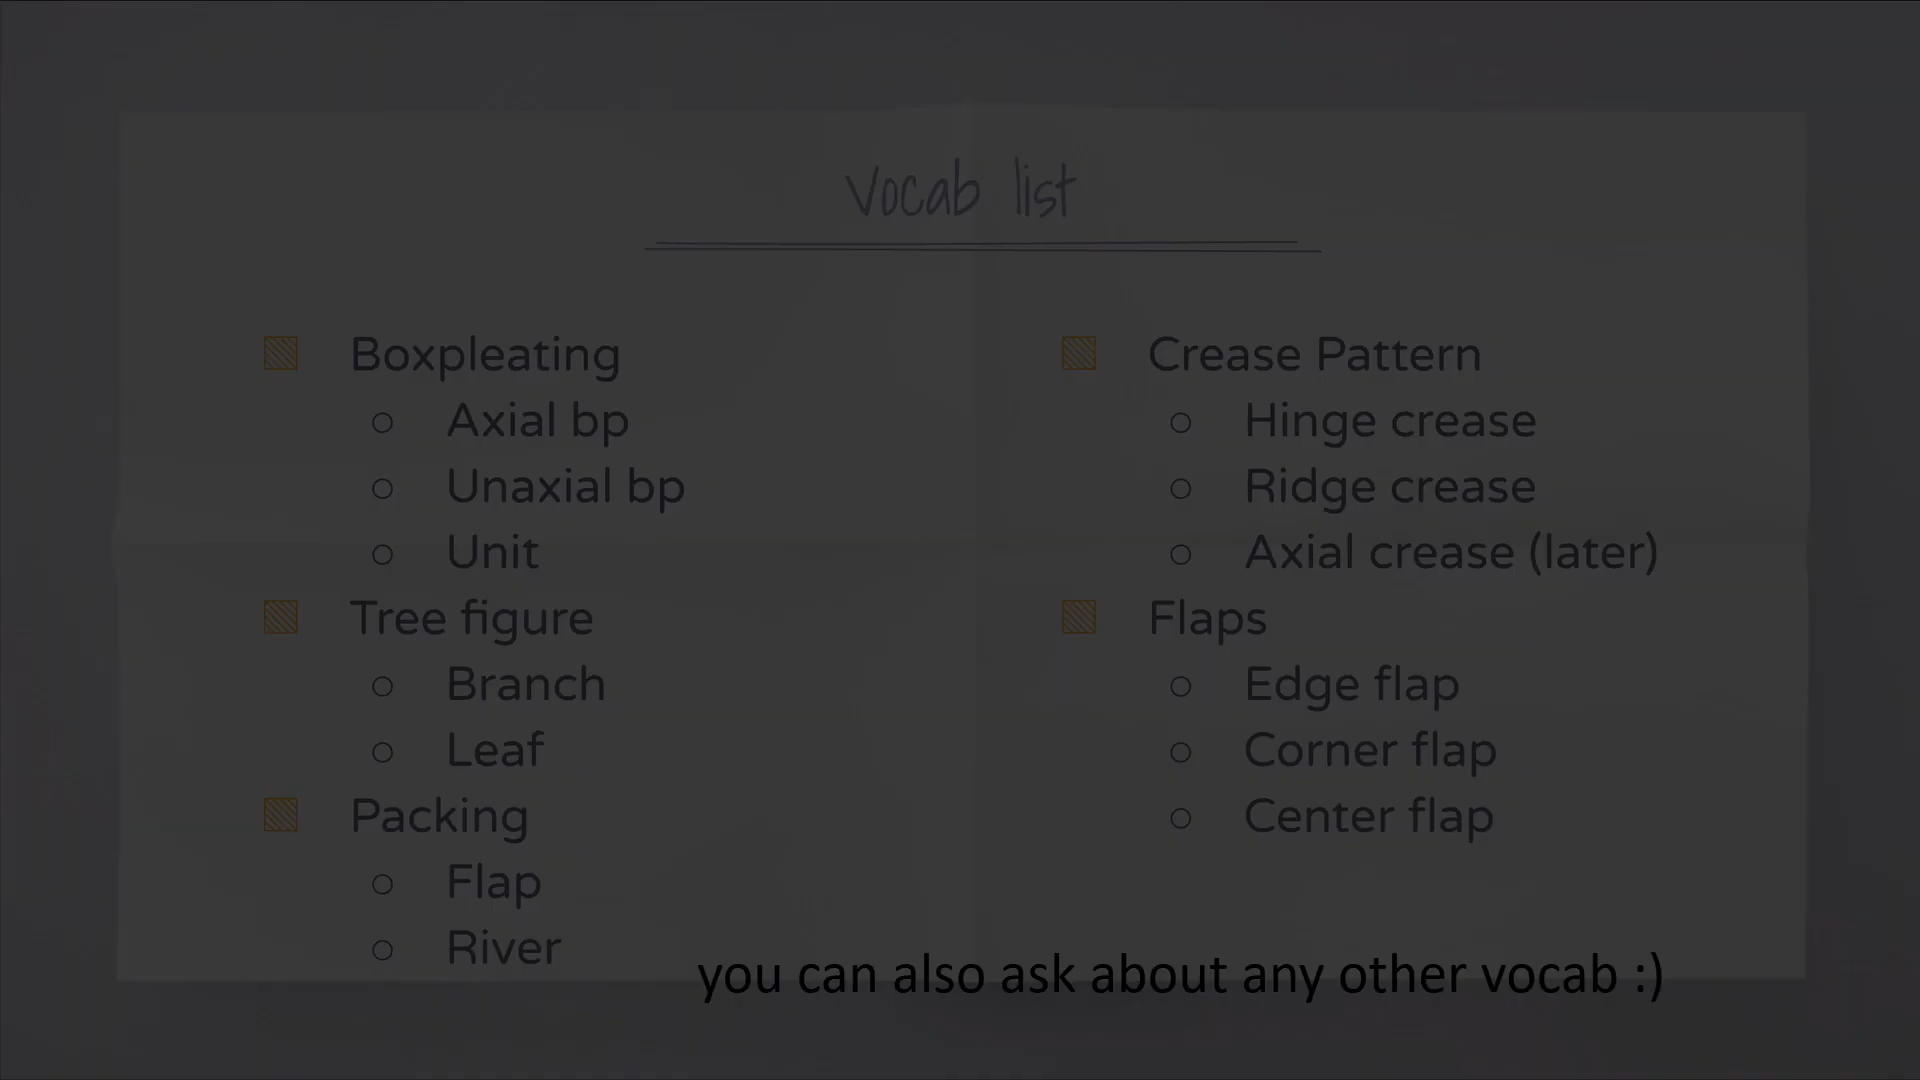 Vocab list
Boxpleating
Axial bp
Unaxial bp
Unit
Tree figure
Branch
Leaf
Packing
Flap
River
Crease Pattern
Hinge crease
Ridge crease
Axial crease (later)
Flaps
Edge flap
Corner flap
Center flap
you can also ask about any other vocab :)